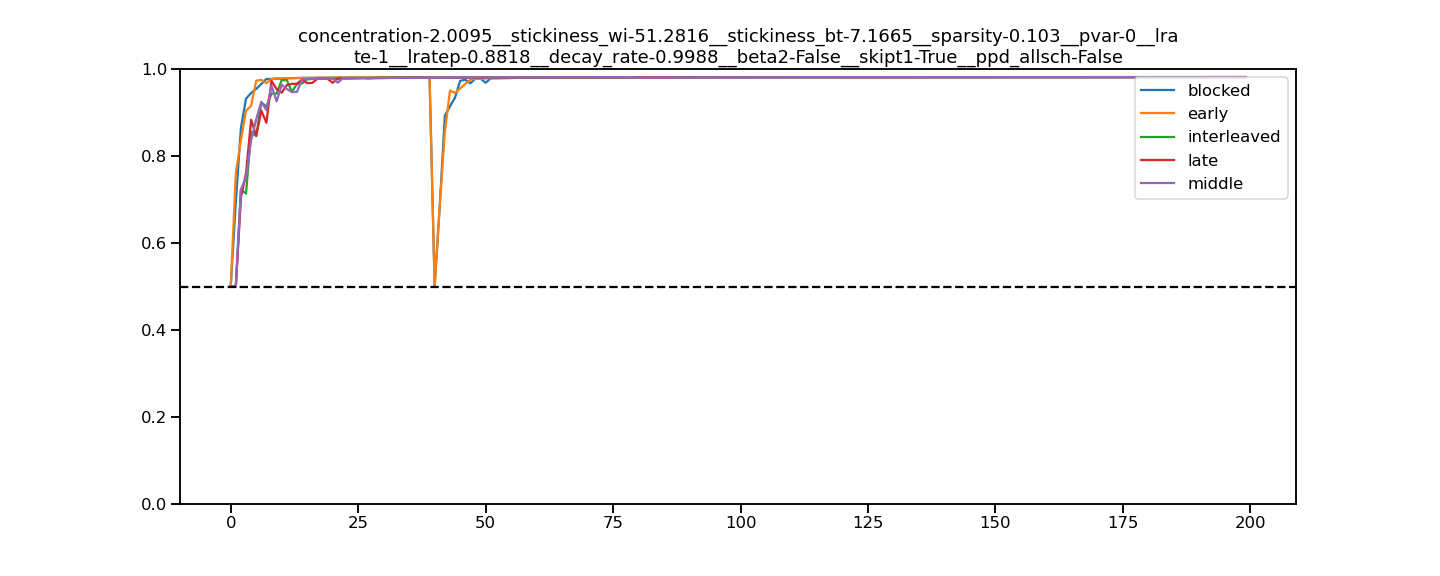 concentration-2.0095__stickiness_wi-51.2816__stickiness_bt-7.1665__sparsity-0.103__pvar-0__lra
te-1__lratep-0.8818__decay_rate-0.9988__beta2-False__skipt1-True__ppd_allsch-False
1.0
0.8
0.6
0.4
0.2
0.0
blocked
early
interleaved
late
middle
0 25 50 75 100 125 150 175 200